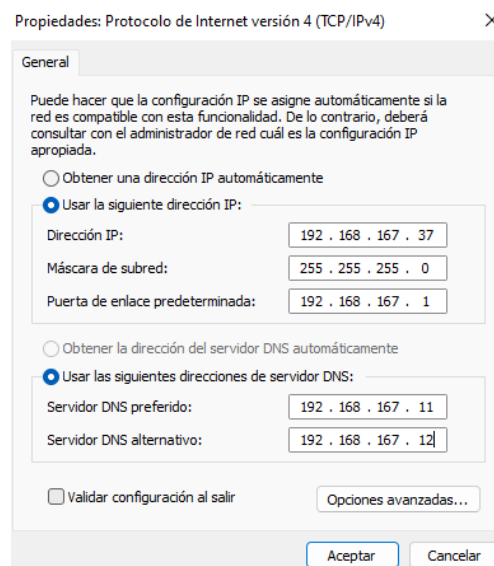 Propiedades: Protocolo de Internet versión 4 (TCP/IPv4)
General
Puede hacer que la configuración IP se asigne automáticamente si la
red es compatible con esta funcionalidad. De lo contrario, deberá
consultar con el administrador de red cuál es la configuración IP
apropiada.
Obtener una dirección IP automáticamente
Usar la siguiente dirección IP:
Dirección IP: 192 . 168 . 167 . 37
Máscara de subred: 255 . 255 . 255 . 0
Puerta de enlace predeterminada: 192 . 168 . 167 . 1
Obtener la dirección del servidor DNS automáticamente
Usar las siguientes direcciones de servidor DNS:
Servidor DNS preferido: 192 . 168 . 167 . 11
Servidor DNS alternativo: 192 . 168 . 167 . 12
Validar configuración al salir Opciones avanzadas...
Aceptar Cancelar